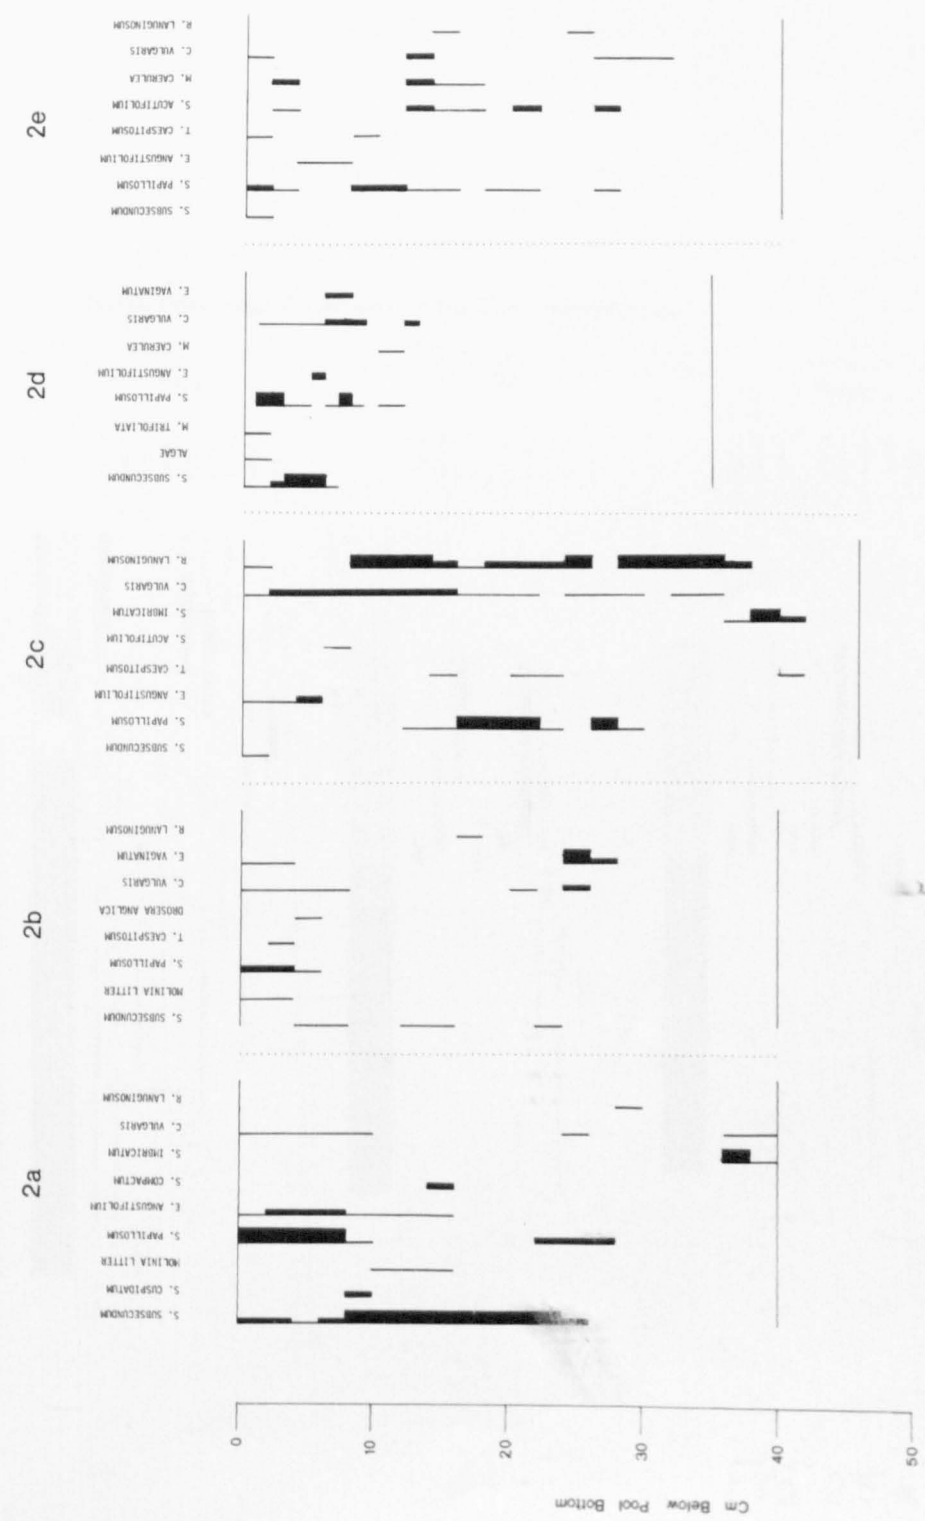 2a
2b
2c
2d
2e
S. SUBSECUNDUM
S. CUSPIDATUM
MOLINIA LITTER
S. PAPILLOSUM
E. ANGUSTIFOLIUM
S. COMPACTUM
S. IMBRICATUM
C. VULGARIS
R. LANUGINOSUM
S. SUBSECUNDUM
MOLINIA LITTER
S. PAPILLOSUM
T. CAESPITOSUM
DROSERA ANGLICA
C. VULGARIS
E. VAGINATUM
R. LANUGINOSUM
S. SUBSECUNDUM
S. PAPILLOSUM
E. ANGUSTIFOLIUM
T. CAESPITOSUM
S. ACUTIFOLIUM
S. IMBRICATUM
C. VULGARIS
R. LANUGINOSUM
S. SUBSECUNDUM
ALGAE
M. TRIFOLIATA
S. PAPILLOSUM
E. ANGUSTIFOLIUM
M. CAERULEA
C. VULGARIS
E. VAGINATUM
S. SUBSECUNDUM
S. PAPILLOSUM
E. ANGUSTIFOLIUM
T. CAESPITOSUM
S. ACUTIFOLIUM
M. CAERULEA
C. VULGARIS
R. LANUGINOSUM
0
10
20
30
40
50
Cm Below Pool Bottom